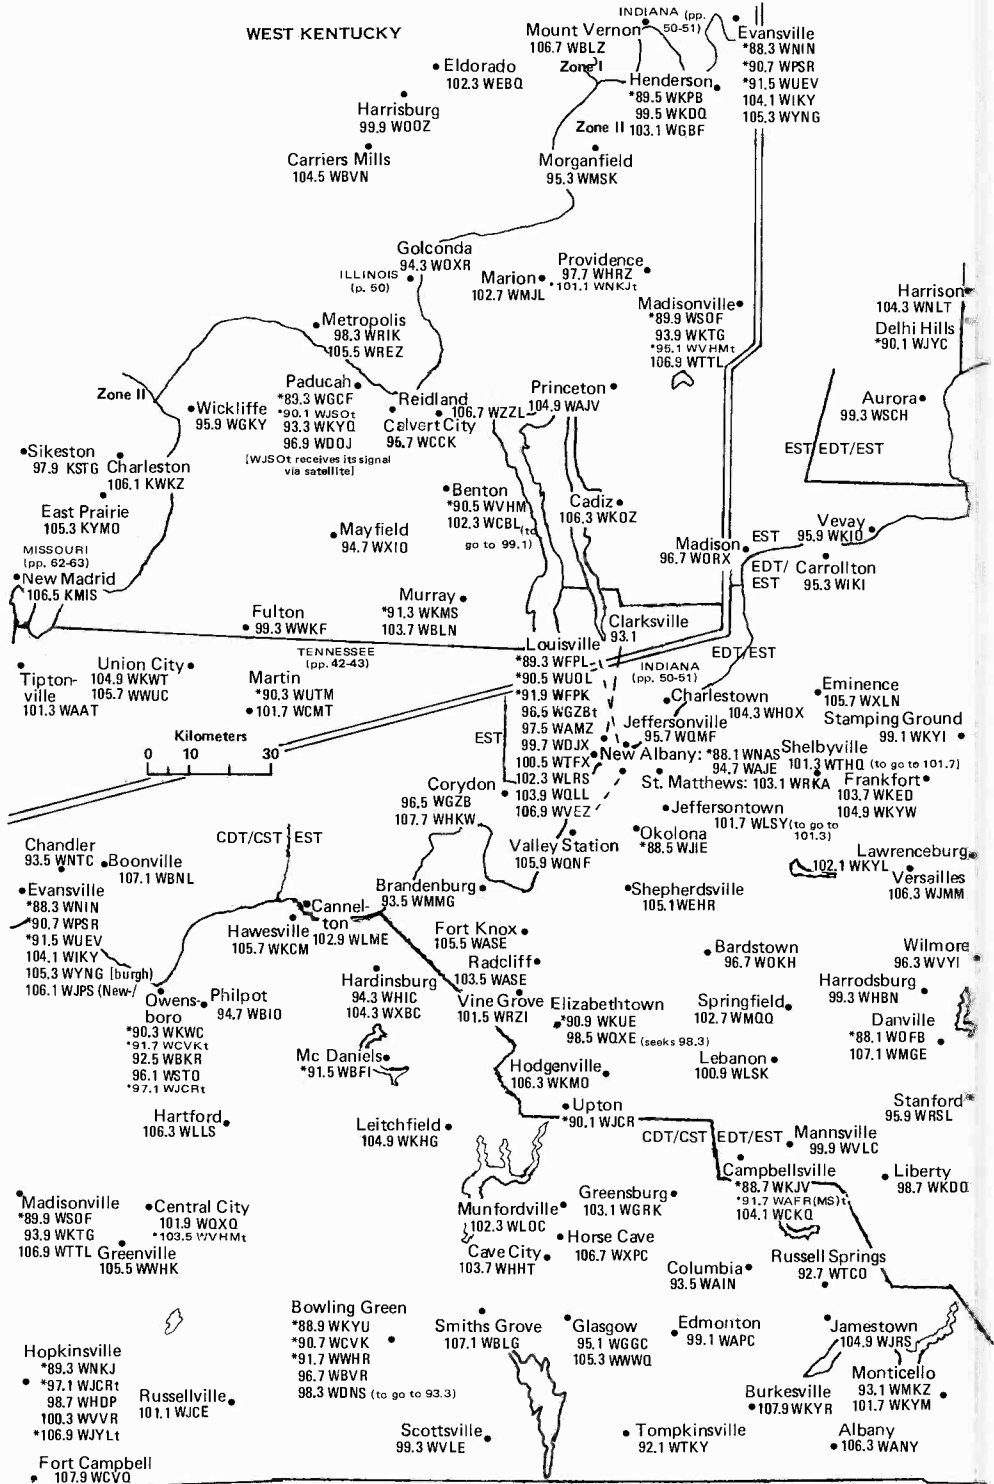 WEST KENTUCKY
INDIANA (pp. 50-51)
Mount Vernon
106.7 WBLZ
Zone I
Evansville
*88.3 WNIN
*90.7 WPSR
*91.5 WUEV
104.1 WIKY
105.3 WYNG
Eldorado
102.3 WEBQ
Henderson
*89.5 WKPB
99.5 WKDQ
103.1 WGBF
Zone II
Harrisburg
99.9 WOOZ
Carriers Mills
104.5 WBVN
Morganfield
95.3 WMSK
Golconda
94.3 WOXR
ILLINOIS
(p. 50)
Marion
102.7 WMJL
Providence
97.7 WHRZ
*101.1 WNKJt
Madisonville
*89.9 WSOF
93.9 WKTG
*95.1 WVHMt
106.9 WTTL
Harrison
104.3 WNLT
Delhi Hills
*90.1 WJYC
Metropolis
98.3 WRIK
105.5 WREZ
Zone II
Wickliffe
95.9 WGKY
Paducah
*89.3 WGCF
*90.1 WJSOt
93.3 WKYQ
96.9 WDDJ
[WJSOt receives its signal
via satellite]
Reidland
106.7 WZZL
Calvert City
95.7 WCCK
Princeton
104.9 WAJV
Aurora
99.3 WSCH
EST EDT/EST
Sikeston
97.9 KSTG
Charleston
106.1 KWKZ
East Prairie
105.3 KYMO
Benton
*90.5 WVHM
102.3 WCBL (to
go to 99.1)
Cadiz
106.3 WKOZ
Mayfield
94.7 WXID
MISSOURI
(pp. 62-63)
New Madrid
106.5 KMIS
Madison
96.7 WORX
EST
EDT/
EST
Vevay
95.9 WKID
Carrollton
95.3 WIKI
Fulton
99.3 WWKF
Murray
*91.3 WKMS
103.7 WBLN
Clarksville
93.1
TENNESSEE
(pp. 42-43)
EDT/EST
Tipton-
ville
101.3 WAAT
Union City
104.9 WKWT
105.7 WWUC
Martin
*90.3 WUTM
101.7 WCMT
Louisville
*89.3 WFPL
*90.5 WUOL
*91.9 WFPK
96.5 WGZBt
97.5 WAMZ
99.7 WDJX
100.5 WTFX
102.3 WLRS
103.9 WQLL
106.9 WVEZ
INDIANA
(pp. 50-51)
Charlestown
104.3 WHOX
Eminence
105.7 WXLN
Jeffersonville
95.7 WQMF
Stamping Ground
99.1 WKYI
Kilometers
0 10 30
EST
New Albany: *88.1 WNAS
94.7 WAJE
Shelbyville
101.3 WTHQ (to go to 101.7)
St. Matthews: 103.1 WRKA
Frankfort
103.7 WKED
104.9 WKYW
Corydon
96.5 WGZB
107.7 WHKW
Jeffersontown
101.7 WLSY (to go to
101.3)
Okolona
*88.5 WJIE
Valley Station
105.9 WQNF
CDT/CST EST
Chandler
93.5 WNTC
Boonville
107.1 WBNL
Lawrenceburg
102.1 WKYL
Versailles
106.3 WJMM
Evansville
*88.3 WNIN
*90.7 WPSR
*91.5 WUEV
104.1 WIKY
105.3 WYNG [burgh)
106.1 WJPS (New-/
Brandenburg
93.5 WMMG
Shepherdsville
105.1 WEHR
Cannel-
ton
102.9 WLME
Hawesville
105.7 WKCM
Fort Knox
105.5 WASE
Radcliff
103.5 WASE
Bardstown
96.7 WOKH
Wilmore
96.3 WVYI
Owens-
boro
*90.3 WKWC
*91.7 WCVKt
92.5 WBKR
96.1 WSTO
*97.1 WJCRt
Philpot
94.7 WBIO
Hardinsburg
94.3 WHIC
104.3 WXBC
Vine Grove
101.5 WRZI
Elizabethtown
*90.9 WKUE
98.5 WQXE (seeks 98.3)
Springfield
102.7 WMQQ
Harrodsburg
99.3 WHBN
Danville
*88.1 WDFB
107.1 WMGE
Mc Daniels
*91.5 WBFI
Hodgenville
106.3 WKMO
Lebanon
100.9 WLSK
Hartford
106.3 WLLS
Leitchfield
104.9 WKHG
Upton
*90.1 WJCR
Stanford
95.9 WRSL
CDT/CST EDT/EST
Mannsville
99.9 WVLC
Campbellsville
*88.7 WKJV
*91.7 WAFR(MS)t
104.1 WCKQ
Liberty
98.7 WKDO
Madisonville
*89.9 WSOF
93.9 WKTG
106.9 WTTL
Central City
101.9 WQXQ
*103.5 WVHMt
Greenville
105.5 WWHK
Munfordville
102.3 WLOC
Greensburg
103.1 WGRK
Horse Cave
106.7 WXPC
Cave City
103.7 WHHT
Columbia
93.5 WAIN
Russell Springs
92.7 WTCO
Bowling Green
*88.9 WKYU
*90.7 WCVK
*91.7 WWHR
96.7 WBVR
98.3 WDNS (to go to 93.3)
Smiths Grove
107.1 WBLG
Glasgow
95.1 WGGC
105.3 WWWQ
Edmonton
99.1 WAPC
Jamestown
104.9 WJRS
Hopkinsville
*89.3 WNKJ
*97.1 WJCRt
98.7 WHOP
100.3 WVVR
*106.9 WJYLt
Russellville
101.1 WJCE
Monticello
93.1 WMKZ
101.7 WKYM
Burkesville
107.9 WKYR
Scottsville
99.3 WVLE
Tompkinsville
92.1 WTKY
Albany
106.3 WANY
Fort Campbell
107.9 WCVQ